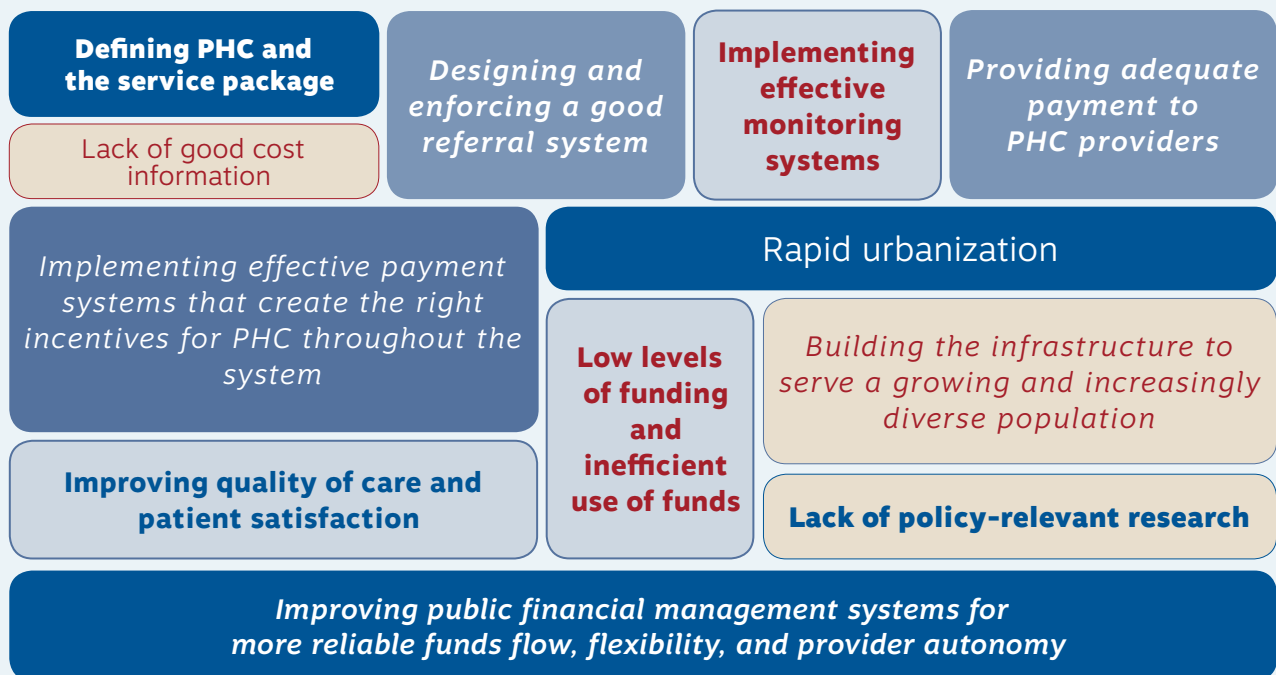 Defining PHC and
the service package
Lack of good cost
information
Designing and
enforcing a good
referral system
Implementing
effective
monitoring
systems
Providing adequate
payment to
PHC providers
Implementing effective payment
systems that create the right
incentives for PHC throughout the
system
Rapid urbanization
Low levels
of funding
and
inefficient
use of funds
Building the infrastructure to
serve a growing and increasingly
diverse population
Improving quality of care and
patient satisfaction
Lack of policy-relevant research
Improving public financial management systems for
more reliable funds flow, flexibility, and provider autonomy